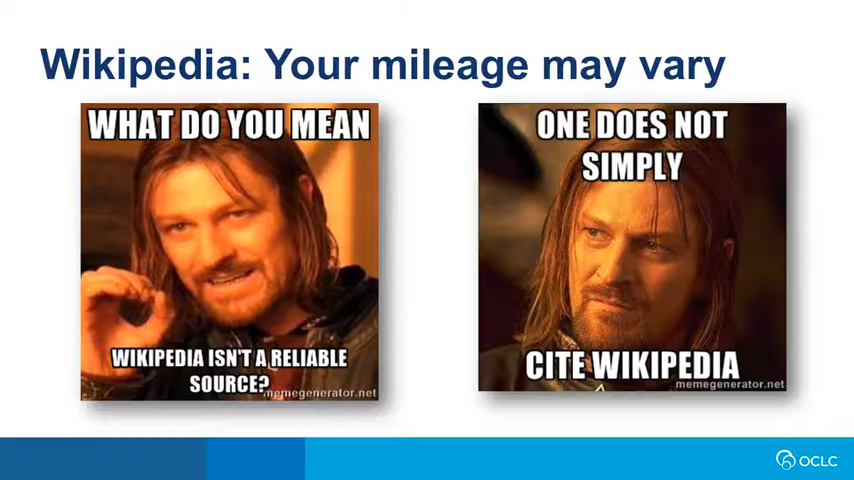 Wikipedia: Your mileage may vary
WHAT DO YOU MEAN
WIKIPEDIA ISN'T A RELIABLE
SOURCE?
memegenerator.net
ONE DOES NOT
SIMPLY
CITE WIKIPEDIA
memegenerator.net
OCLC